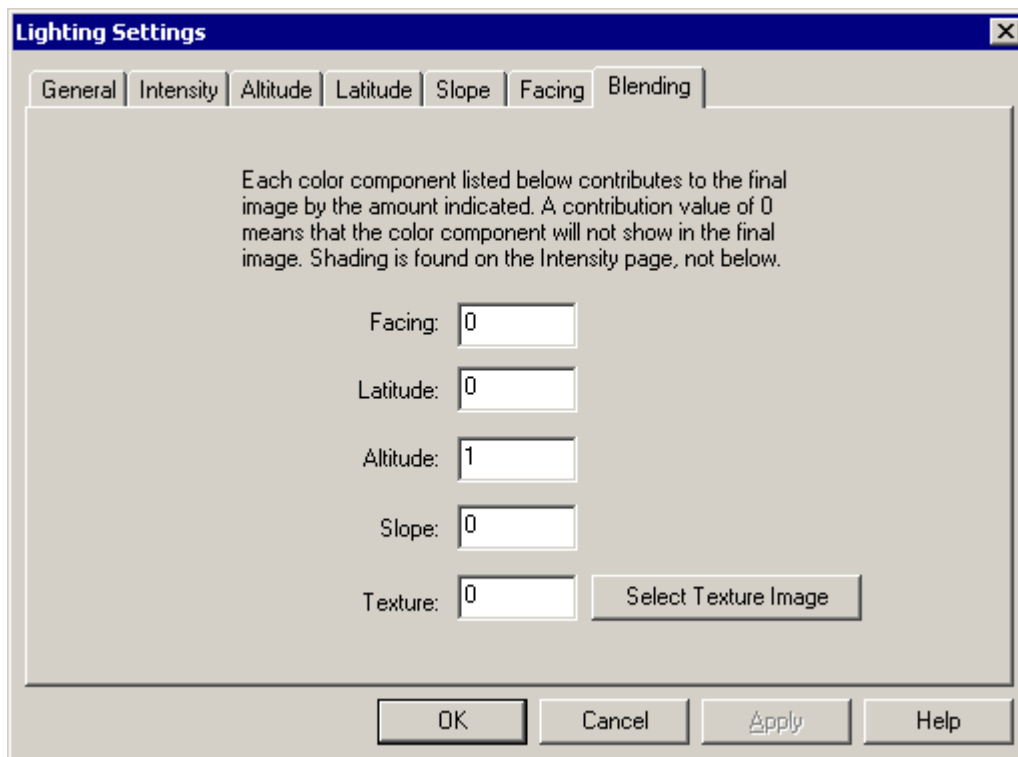 Lighting Settings
General Intensity Altitude Latitude Slope Facing Blending
Each color component listed below contributes to the final
image by the amount indicated. A contribution value of 0
means that the color component will not show in the final
image. Shading is found on the Intensity page, not below.
Facing: 0
Latitude: 0
Altitude: 1
Slope: 0
Texture: 0 Select Texture Image
OK Cancel Apply Help